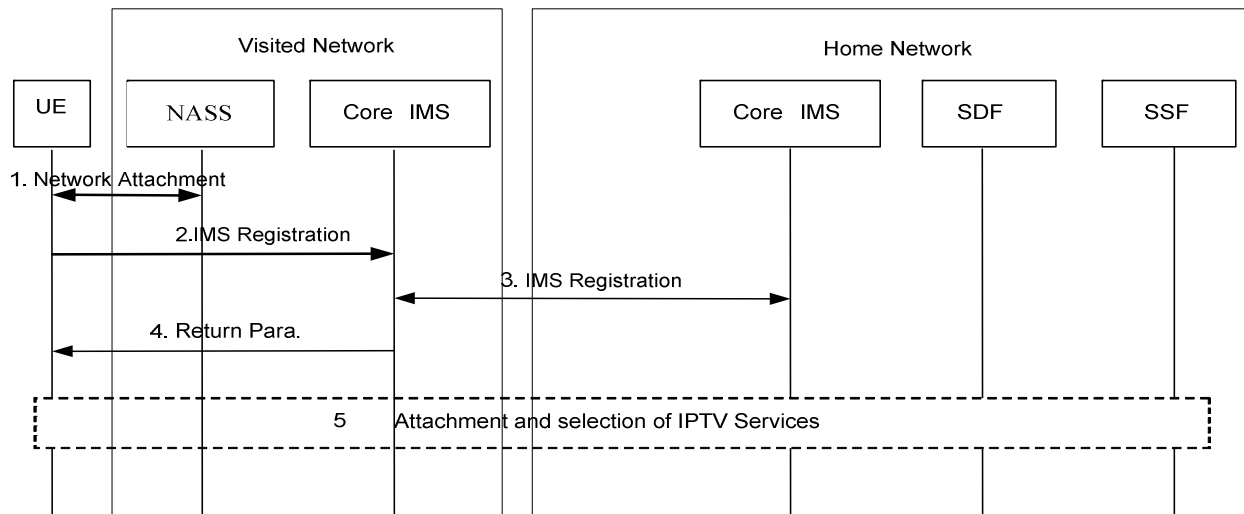 Visited Network
Home Network
UE
NASS
Core IMS
Core IMS
SDF
SSF
1. Network Attachment
2.IMS Registration
3. IMS Registration
4. Return Para.
5 Attachment and selection of IPTV Services